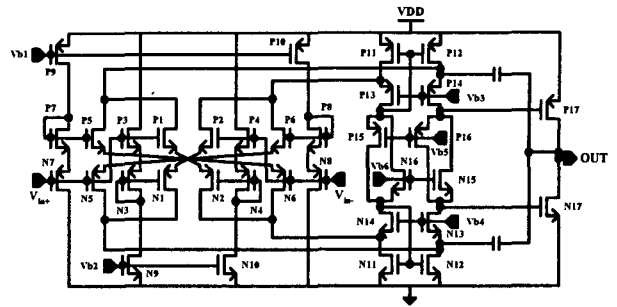 VDD
Vb1
P9
P10
P11
P12
P13
P14
Vb3
P17
P7
P5
P3
P1
P2
P4
P6
P8
P15
P16
Vb5
OUT
N7
N8
Vb6
N16
N15
Vin+
N5
N3
N1
N2
N4
N6
Vin-
N14
Vb4
N13
N17
Vb2
N9
N10
N11
N12